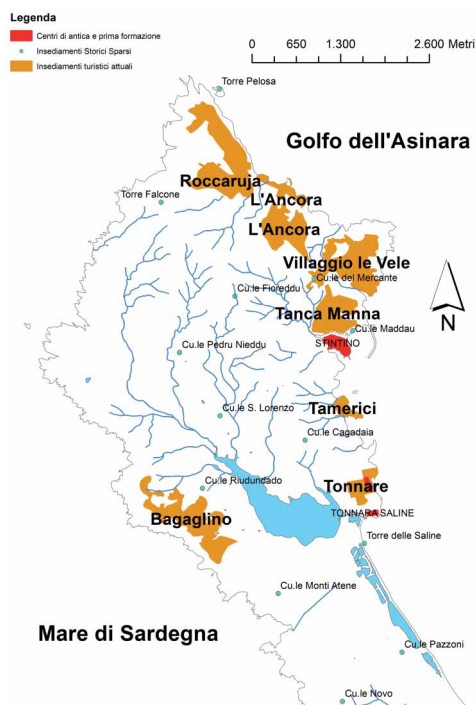 Legenda
Centri di antica e prima formazione
Insediamenti Storici Sparsi
Insediamenti turistici attuali
0 650 1.300 2.600 Metri
Torre Pelosa
Golfo dell'Asinara
Roccaruja
Torre Falcone
L'Ancora
L'Ancora
Villaggio le Vele
Cu.le del Mercante
Cu.le Fioreddu
Tanca Manna
Cu.le Maddau
STINTINO
Cu.le Pedru Nieddu
N
Tamerici
Cu.le S. Lorenzo
Cu.le Cagadaia
Cu.le Riudundado
Tonnare
Bagaglino
TONNARA SALINE
Torre delle Saline
Cu.le Monti Atene
Mare di Sardegna
Cu.le Pazzoni
Cu.le Novo